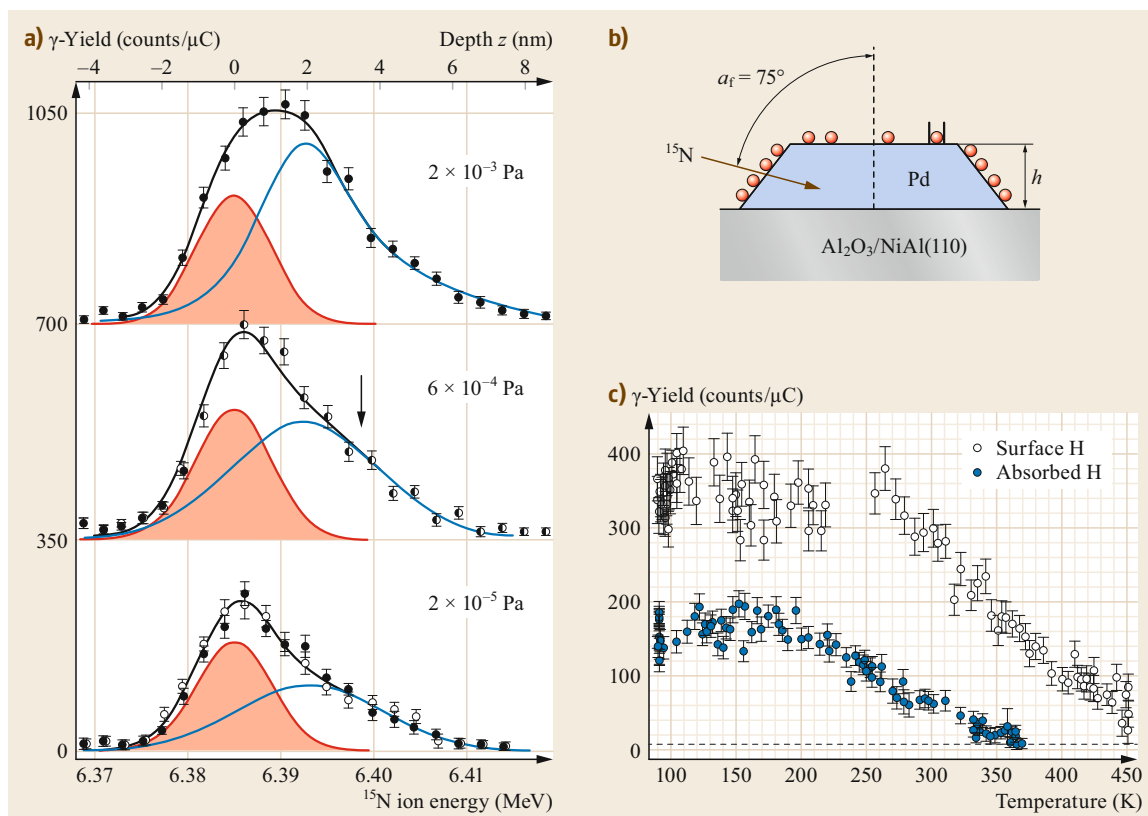 a) γ-Yield (counts/µC) Depth z (nm)
–4 –2 0 2 4 6 8
1050
2 × 10⁻³ Pa
700
6 × 10⁻⁴ Pa
350
2 × 10⁻⁵ Pa
0
6.37 6.38 6.39 6.40 6.41
¹⁵N ion energy (MeV)
b)
a_f = 75°
¹⁵N
Pd
h
Al₂O₃/NiAl(110)
c) γ-Yield (counts/µC)
400
Surface H
Absorbed H
300
200
100
0
100 150 200 250 300 350 400 450
Temperature (K)